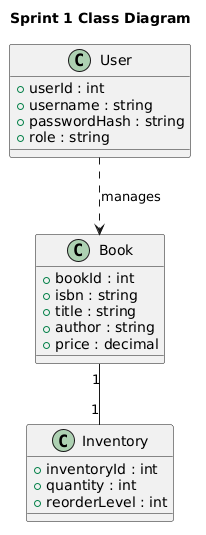 Sprint 1 Class Diagram
C User
userId : int
username : string
passwordHash : string
role : string
manages
C Book
bookId : int
isbn : string
title : string
author : string
price : decimal
1
1
C Inventory
inventoryId : int
quantity : int
reorderLevel : int